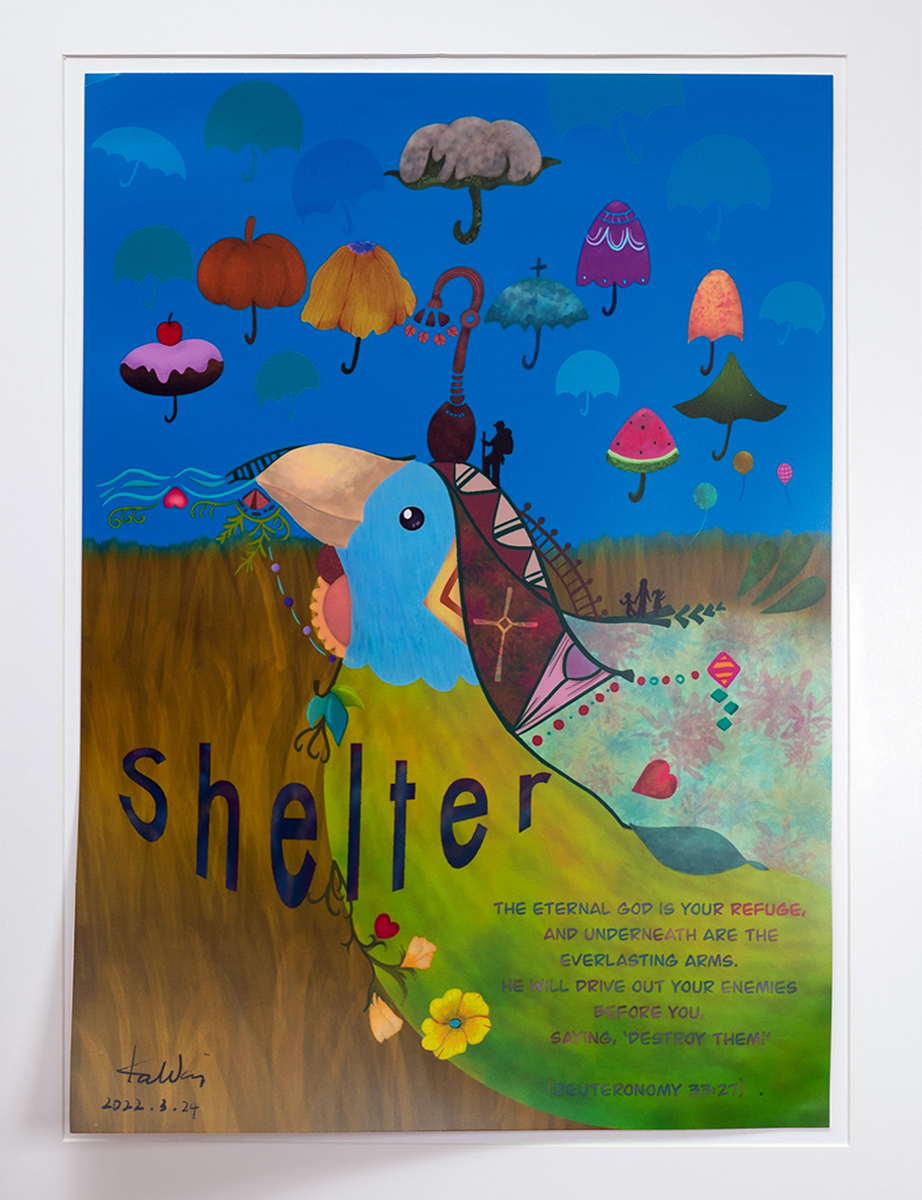 shelter
THE ETERNAL GOD IS YOUR REFUGE,
AND UNDERNEATH ARE THE
EVERLASTING ARMS.
HE WILL DRIVE OUT YOUR ENEMIES
BEFORE YOU,
SAYING, 'DESTROY THEM!'
(DEUTERONOMY 33:27) .
KaWai
2022.3.24